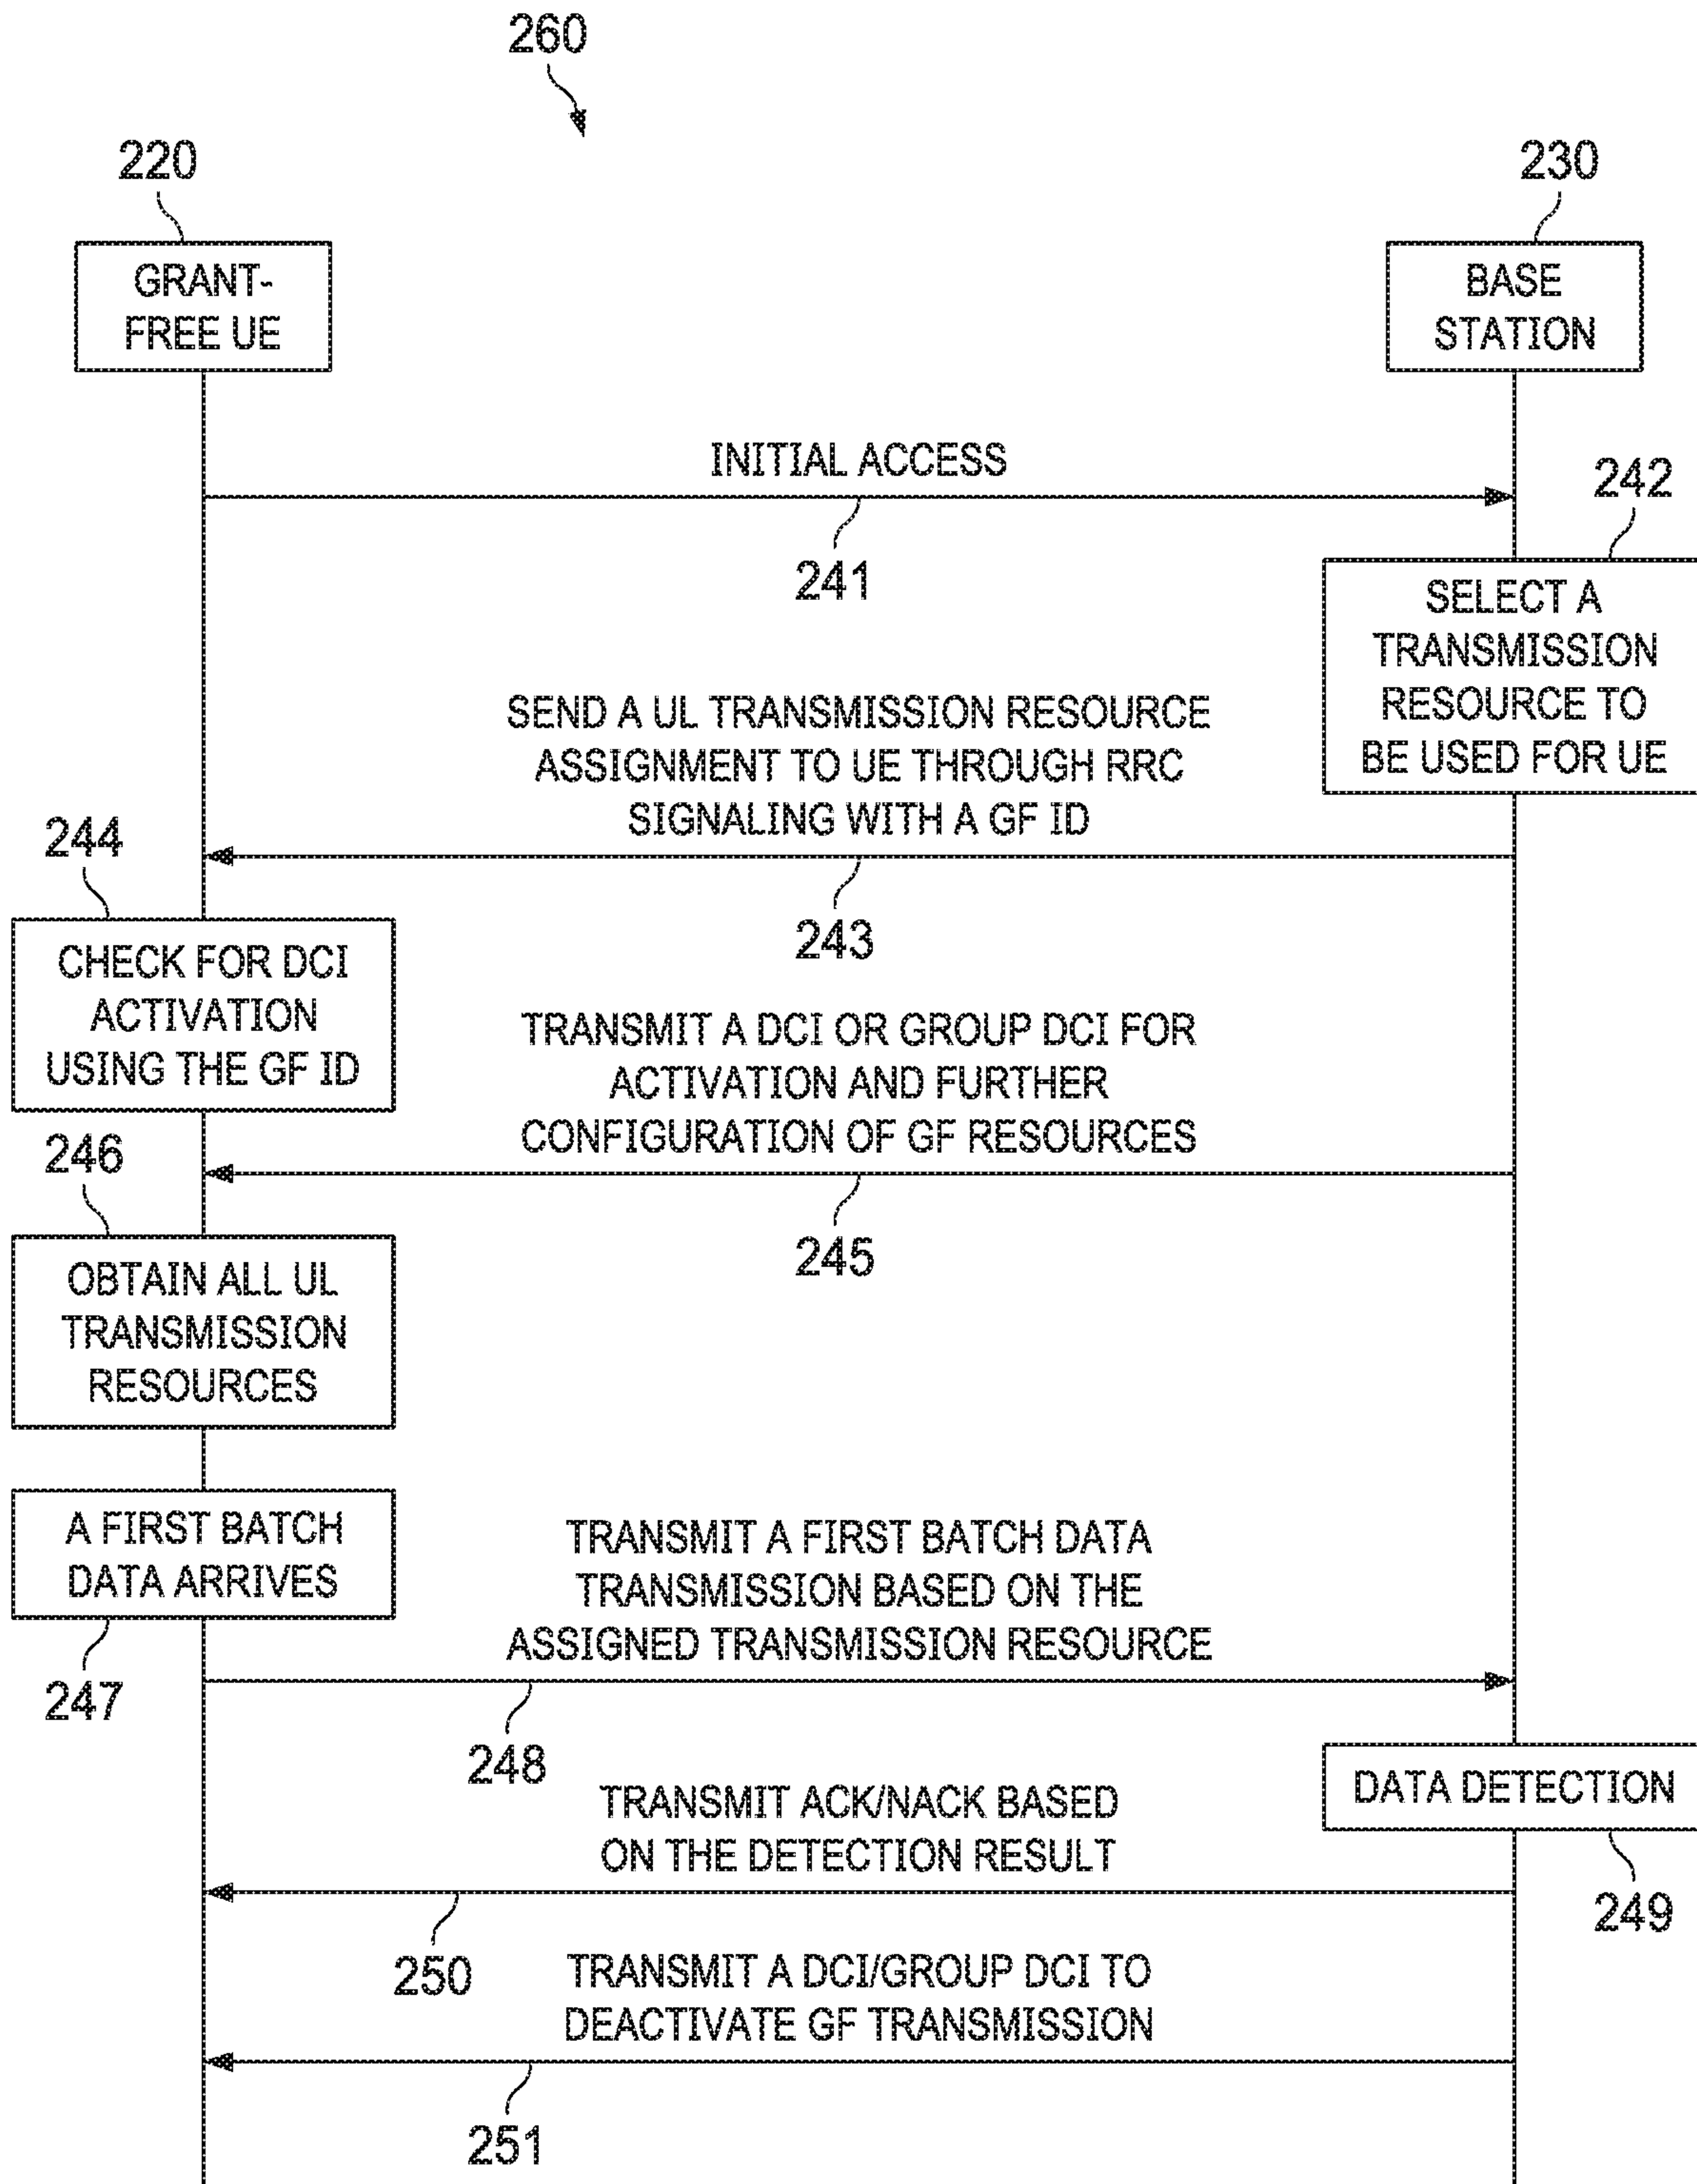 260
220
230
GRANT-
FREE UE
BASE
STATION
INITIAL ACCESS
241
242
SELECT A
TRANSMISSION
RESOURCE TO
BE USED FOR UE
SEND A UL TRANSMISSION RESOURCE
ASSIGNMENT TO UE THROUGH RRC
SIGNALING WITH A GF ID
243
244
CHECK FOR DCI
ACTIVATION
USING THE GF ID
TRANSMIT A DCI OR GROUP DCI FOR
ACTIVATION AND FURTHER
CONFIGURATION OF GF RESOURCES
245
246
OBTAIN ALL UL
TRANSMISSION
RESOURCES
A FIRST BATCH
DATA ARRIVES
247
TRANSMIT A FIRST BATCH DATA
TRANSMISSION BASED ON THE
ASSIGNED TRANSMISSION RESOURCE
248
DATA DETECTION
249
TRANSMIT ACK/NACK BASED
ON THE DETECTION RESULT
250
TRANSMIT A DCI/GROUP DCI TO
DEACTIVATE GF TRANSMISSION
251